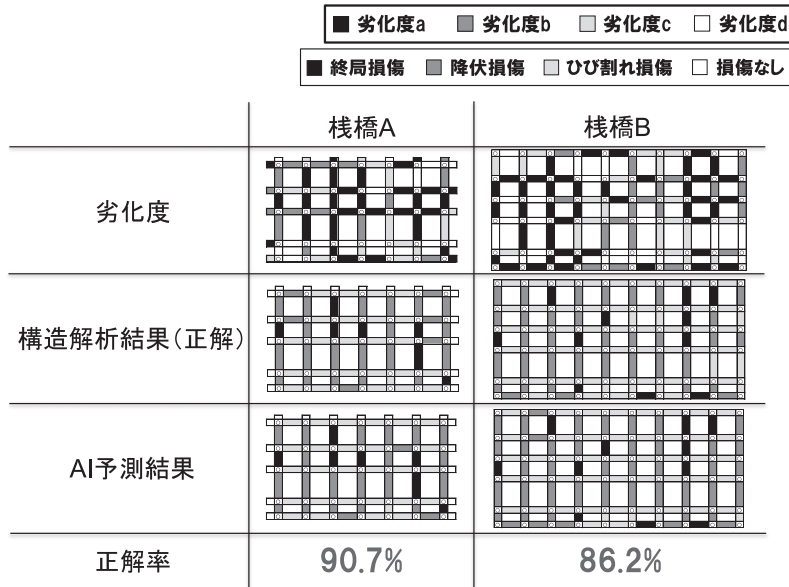 ■ 劣化度a ■ 劣化度b □ 劣化度c □ 劣化度d
■ 終局損傷 ■ 降伏損傷 □ ひび割れ損傷 □ 損傷なし
桟橋A 桟橋B
劣化度
構造解析結果(正解)
AI予測結果
正解率 90.7% 86.2%